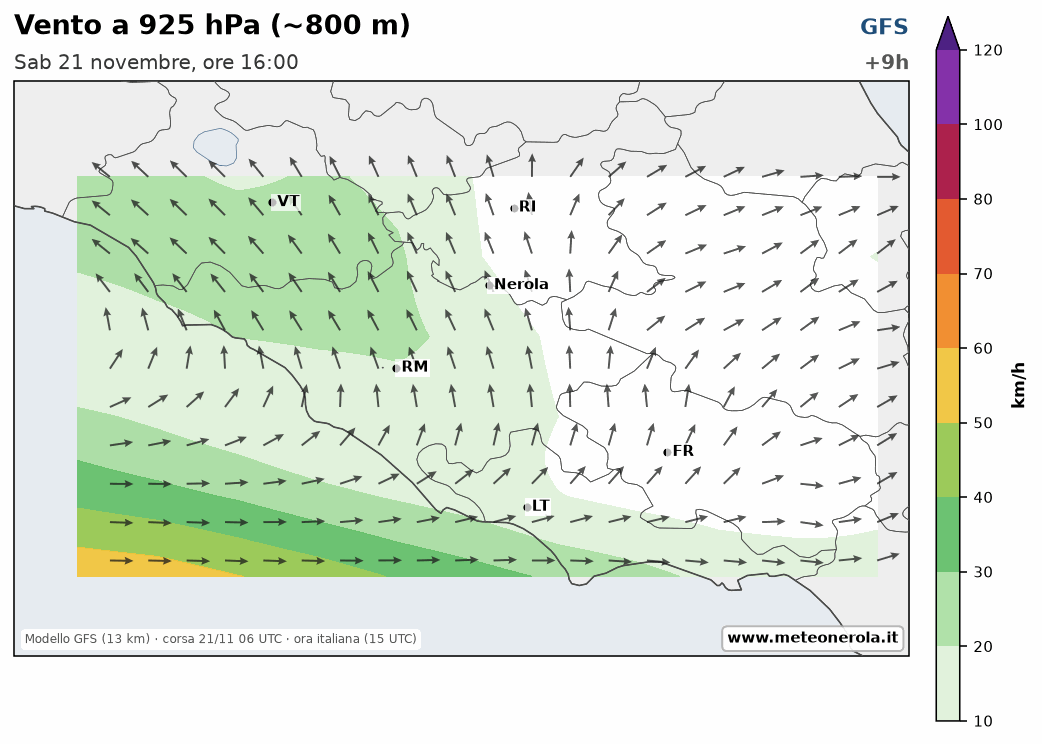 Vento a 925 hPa (~800 m)
GFS
Sab 21 novembre, ore 16:00
+9h
VT
RI
Nerola
RM
FR
LT
120
100
80
70
60
50
40
30
20
10
km/h
Modello GFS (13 km) · corsa 21/11 06 UTC · ora italiana (15 UTC)
www.meteonerola.it